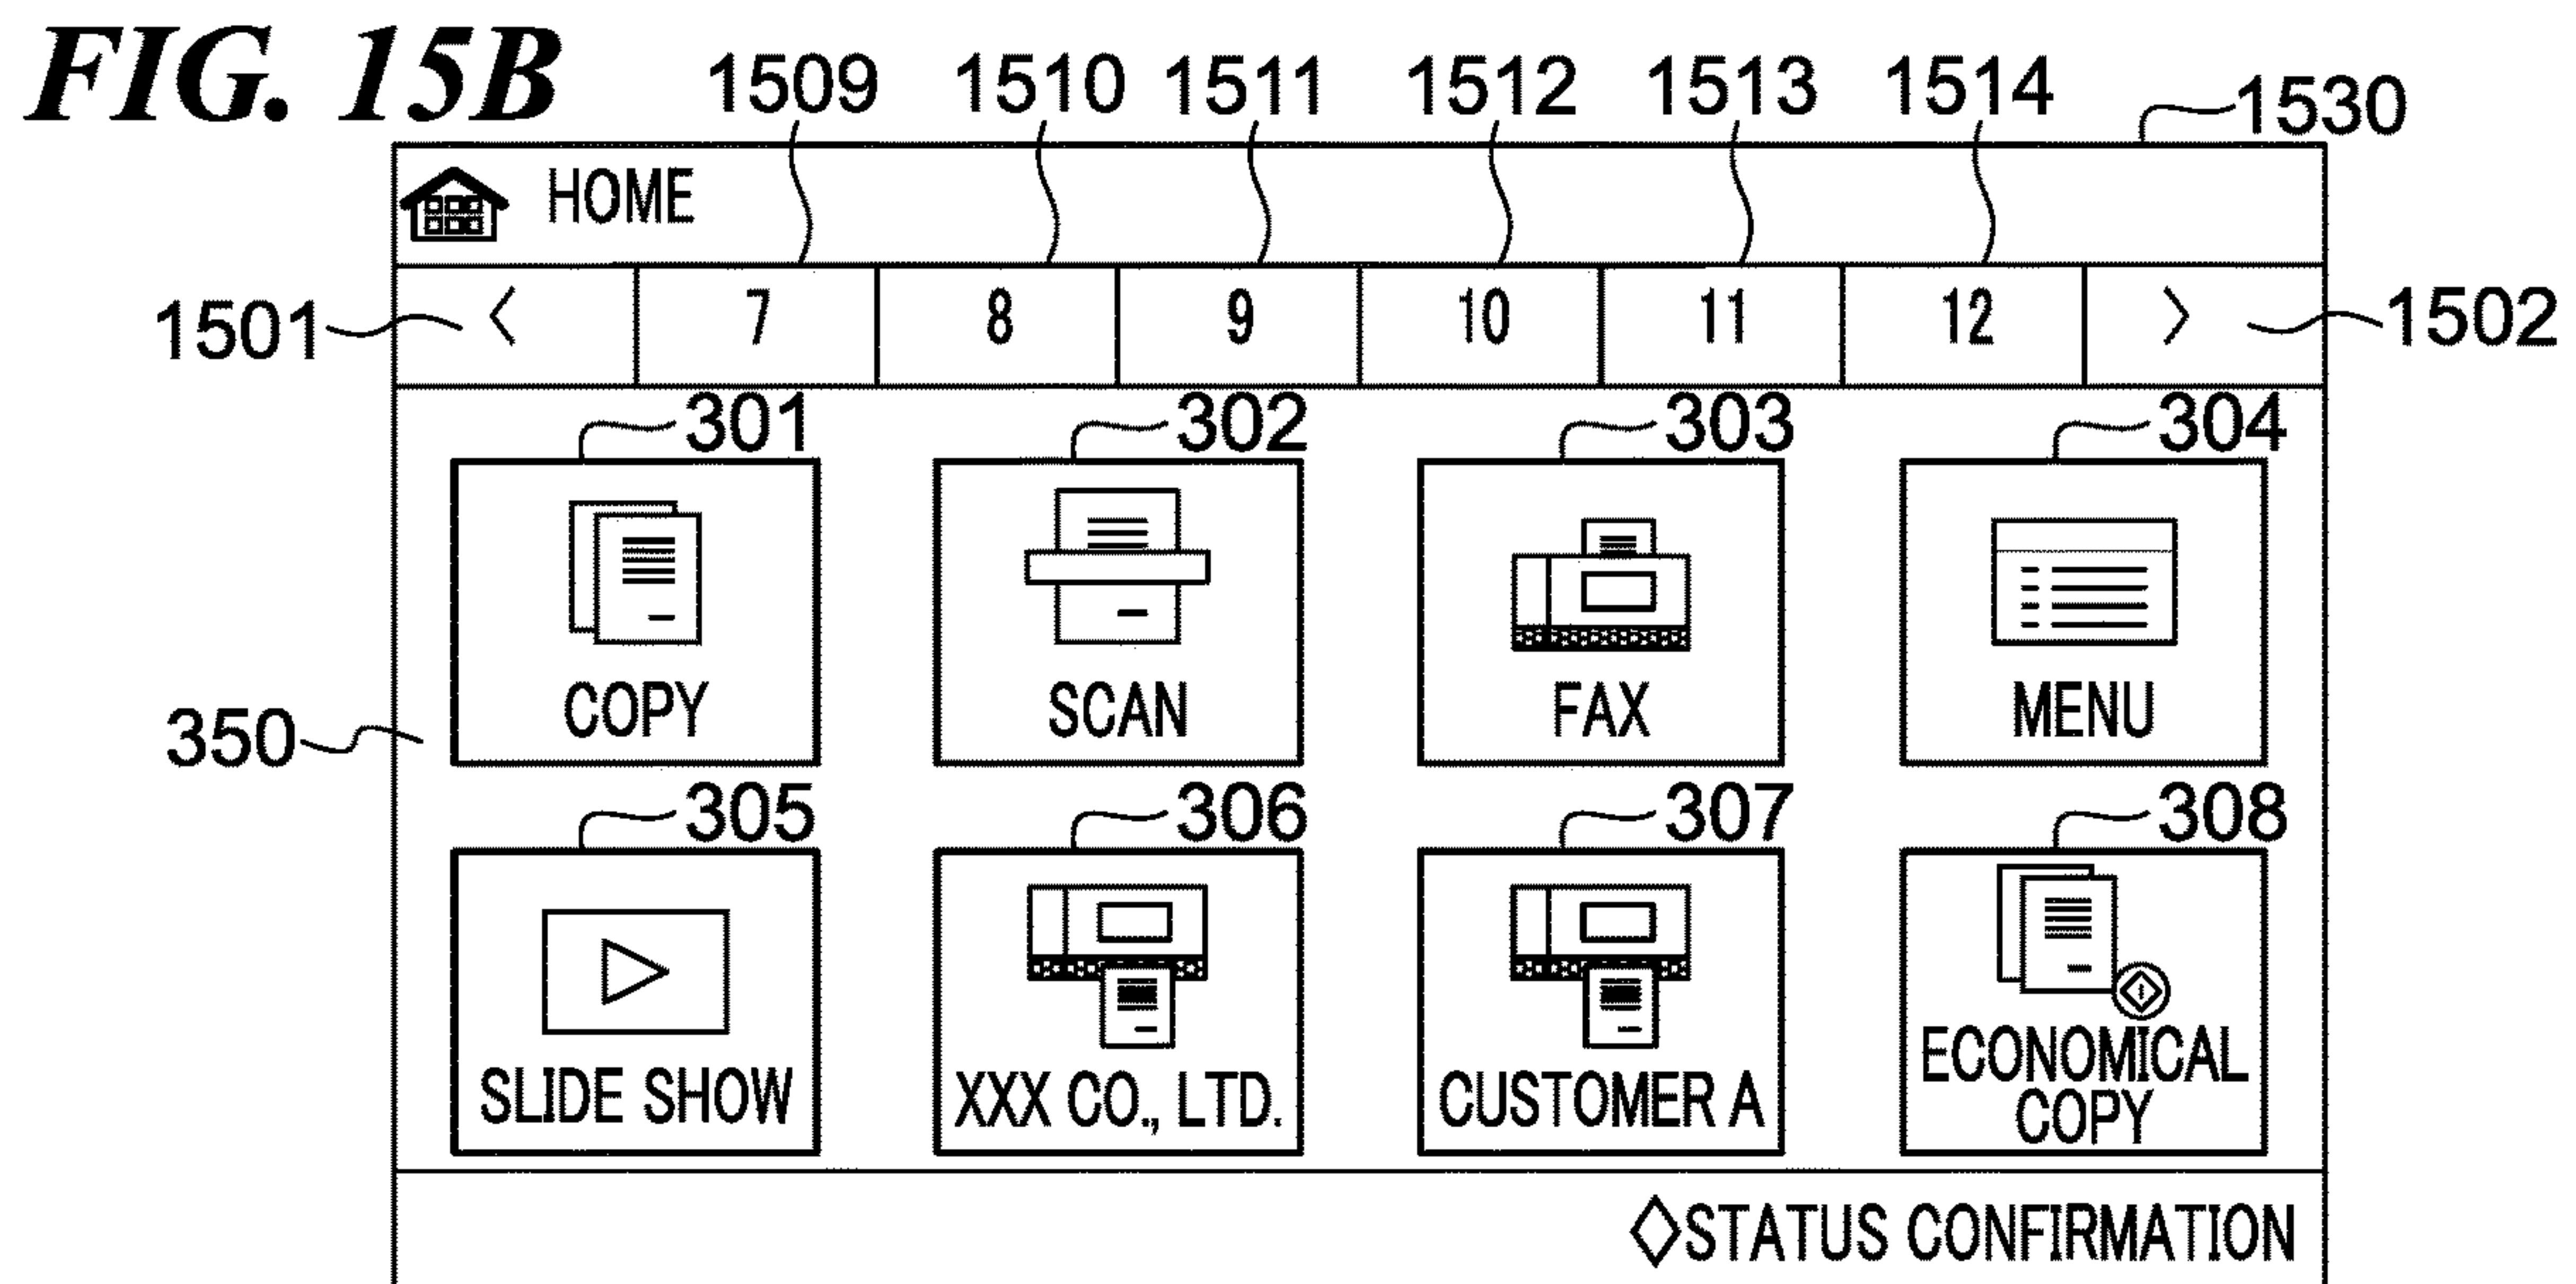 FIG. 15B
1509 1510 1511 1512 1513 1514 1530
HOME
1501 < 7 8 9 10 11 12 > 1502
301 302 303 304
COPY SCAN FAX MENU
350
305 306 307 308
SLIDE SHOW XXX CO., LTD. CUSTOMER A ECONOMICAL
COPY
◇STATUS CONFIRMATION